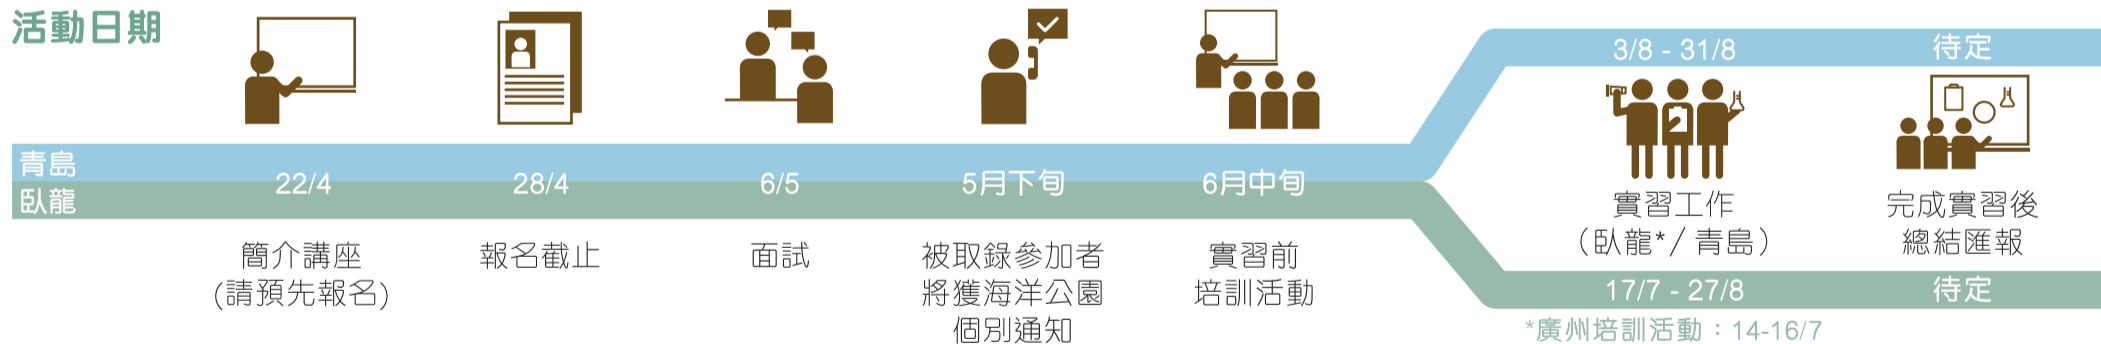 活動日期
青島
臥龍
22/4
簡介講座
(請預先報名)
28/4
報名截止
6/5
面試
5月下旬
被取錄參加者
將獲海洋公園
個別通知
6月中旬
實習前
培訓活動
3/8 - 31/8
待定
實習工作
（臥龍*／青島）
完成實習後
總結匯報
17/7 - 27/8
待定
*廣州培訓活動：14-16/7